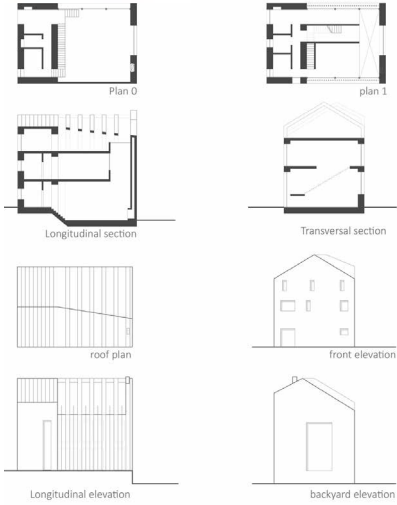 Plan 0
plan 1
Longitudinal section
Transversal section
roof plan
front elevation
Longitudinal elevation
backyard elevation